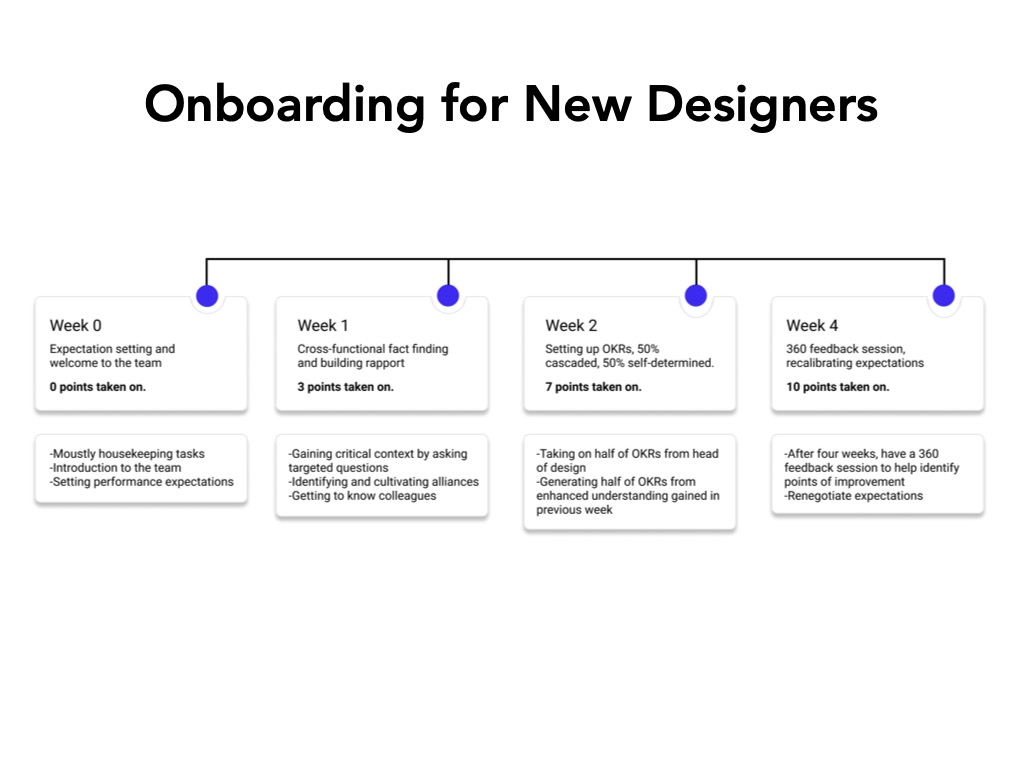 Onboarding for New Designers
Week 0
Expectation setting and
welcome to the team
0 points taken on.
-Moustly housekeeping tasks
-Introduction to the team
-Setting performance expectations
Week 1
Cross-functional fact finding
and building rapport
3 points taken on.
-Gaining critical context by asking
targeted questions
-Identifying and cultivating alliances
-Getting to know colleagues
Week 2
Setting up OKRs, 50%
cascaded, 50% self-determined.
7 points taken on.
-Taking on half of OKRs from head
of design
-Generating half of OKRs from
enhanced understanding gained in
previous week
Week 4
360 feedback session,
recalibrating expectations
10 points taken on.
-After four weeks, have a 360
feedback session to help identify
points of improvement
-Renegotiate expectations